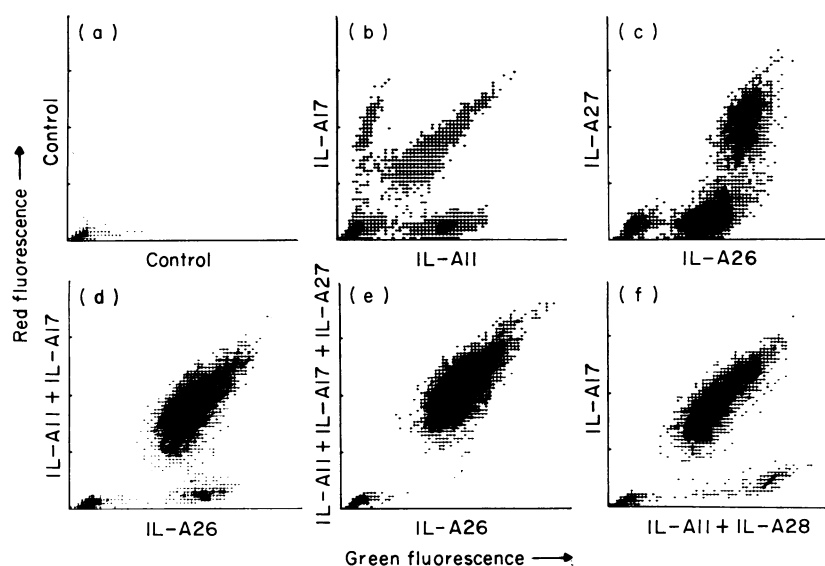 (a)
(b)
(c)
Control
IL-A17
IL-A27
Control
IL-A11
IL-A26
Red fluorescence
(d)
(e)
(f)
IL-A11 + IL-A17
IL-A11 + IL-A17 + IL-A27
IL-A17
IL-A26
IL-A26
IL-A11 + IL-A28
Green fluorescence